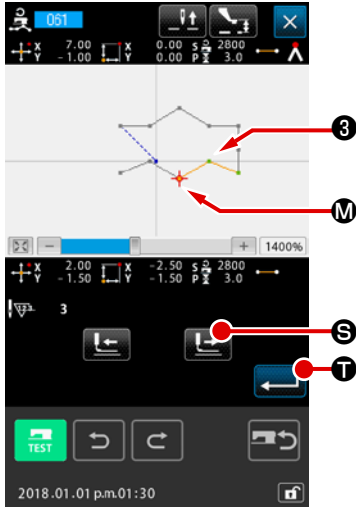 061
X 7.00 X 0.00 S 2800
Y -1.00 Y 0.00 P 3.0
3
M
1400%
X 2.00 X -2.50 S 2800
Y -1.50 Y -1.50 P 3.0
123 3
S
T
TEST
2018.01.01 p.m.01:30